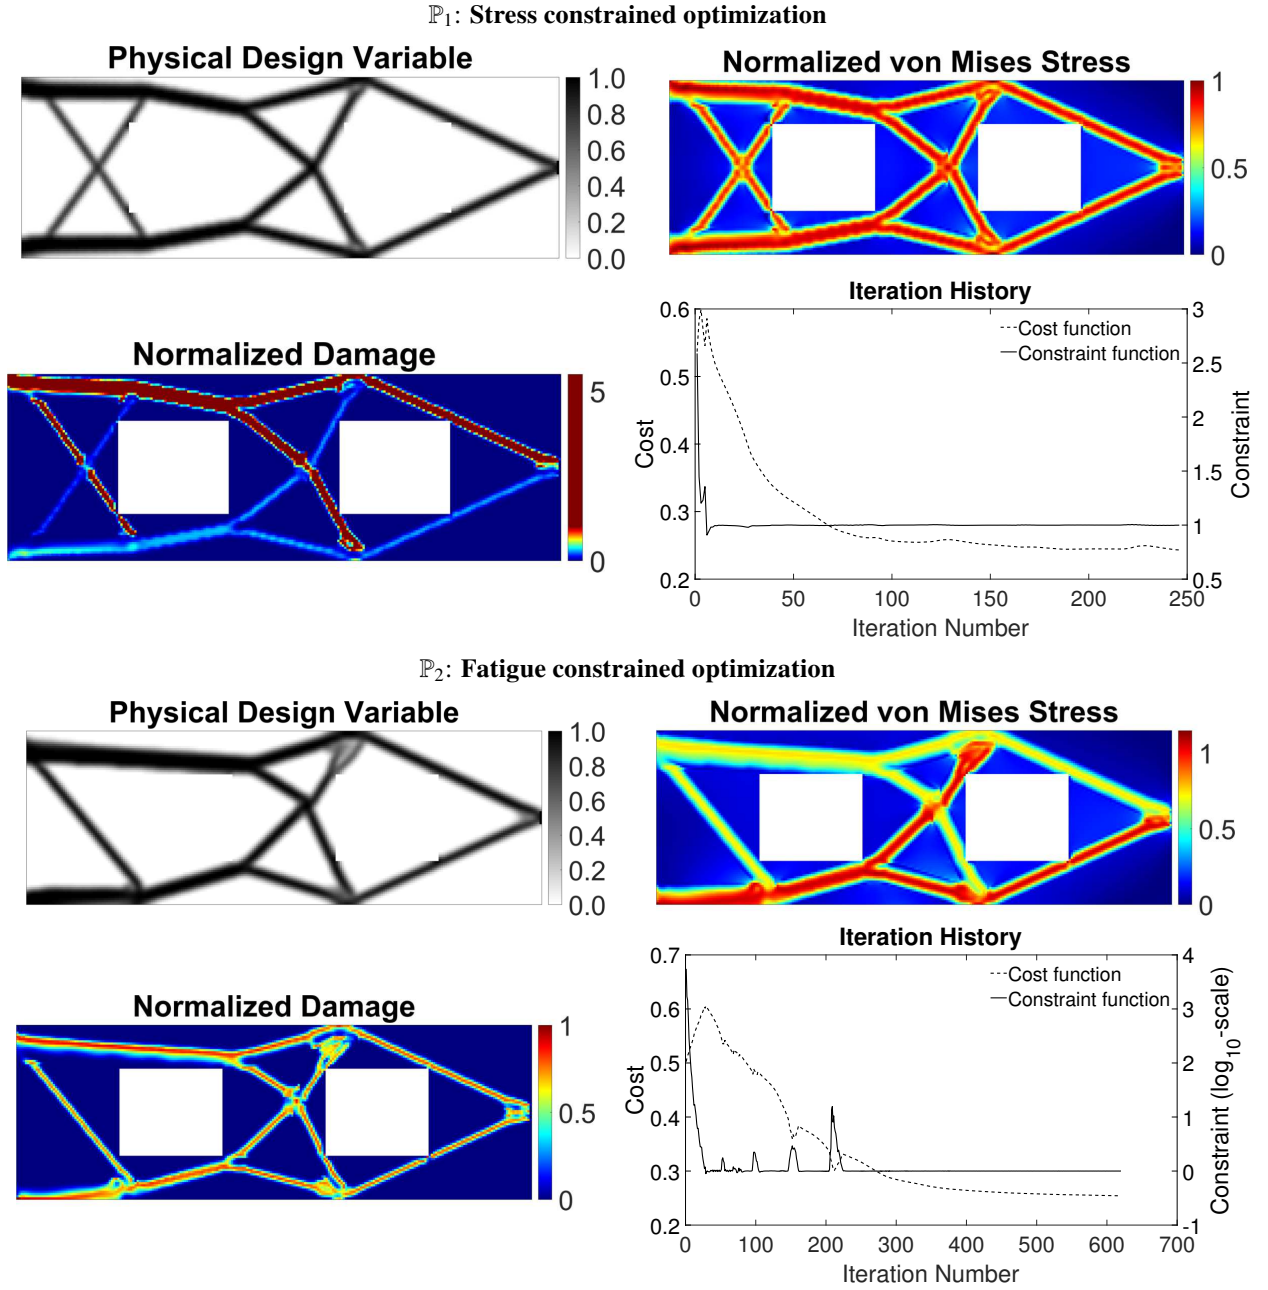 ℙ₁: Stress constrained optimization
Physical Design Variable
1.0
0.8
0.6
0.4
0.2
0.0
Normalized von Mises Stress
1
0.5
0
Normalized Damage
5
0
Iteration History
Cost function
Constraint function
0.6
0.5
0.4
0.3
0.2
Cost
3
2.5
2
1.5
1
0.5
Constraint
0 50 100 150 200 250
Iteration Number
ℙ₂: Fatigue constrained optimization
Physical Design Variable
1.0
0.8
0.6
0.4
0.2
0.0
Normalized von Mises Stress
1
0.5
0
Normalized Damage
1
0.5
0
Iteration History
Cost function
Constraint function
0.7
0.6
0.5
0.4
0.3
0.2
Cost
4
3
2
1
0
-1
Constraint (log₁₀-scale)
0 100 200 300 400 500 600 700
Iteration Number